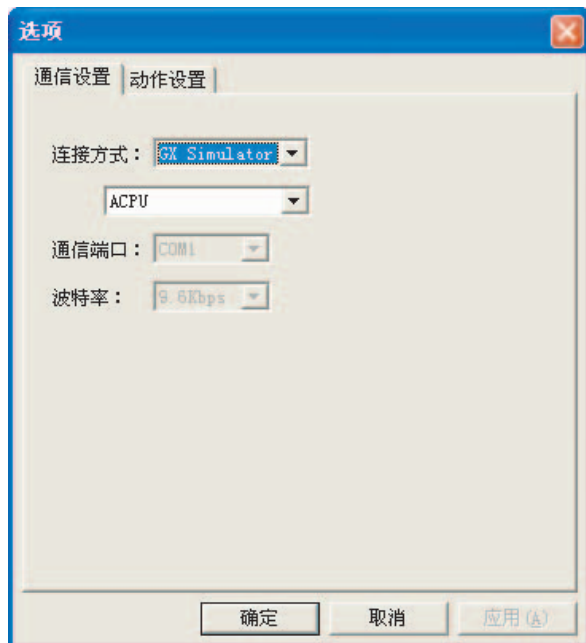 选项
通信设置 动作设置
连接方式： GX Simulator
ACPU
通信端口： COM1
波特率： 9.6Kbps
确定 取消 应用(A)